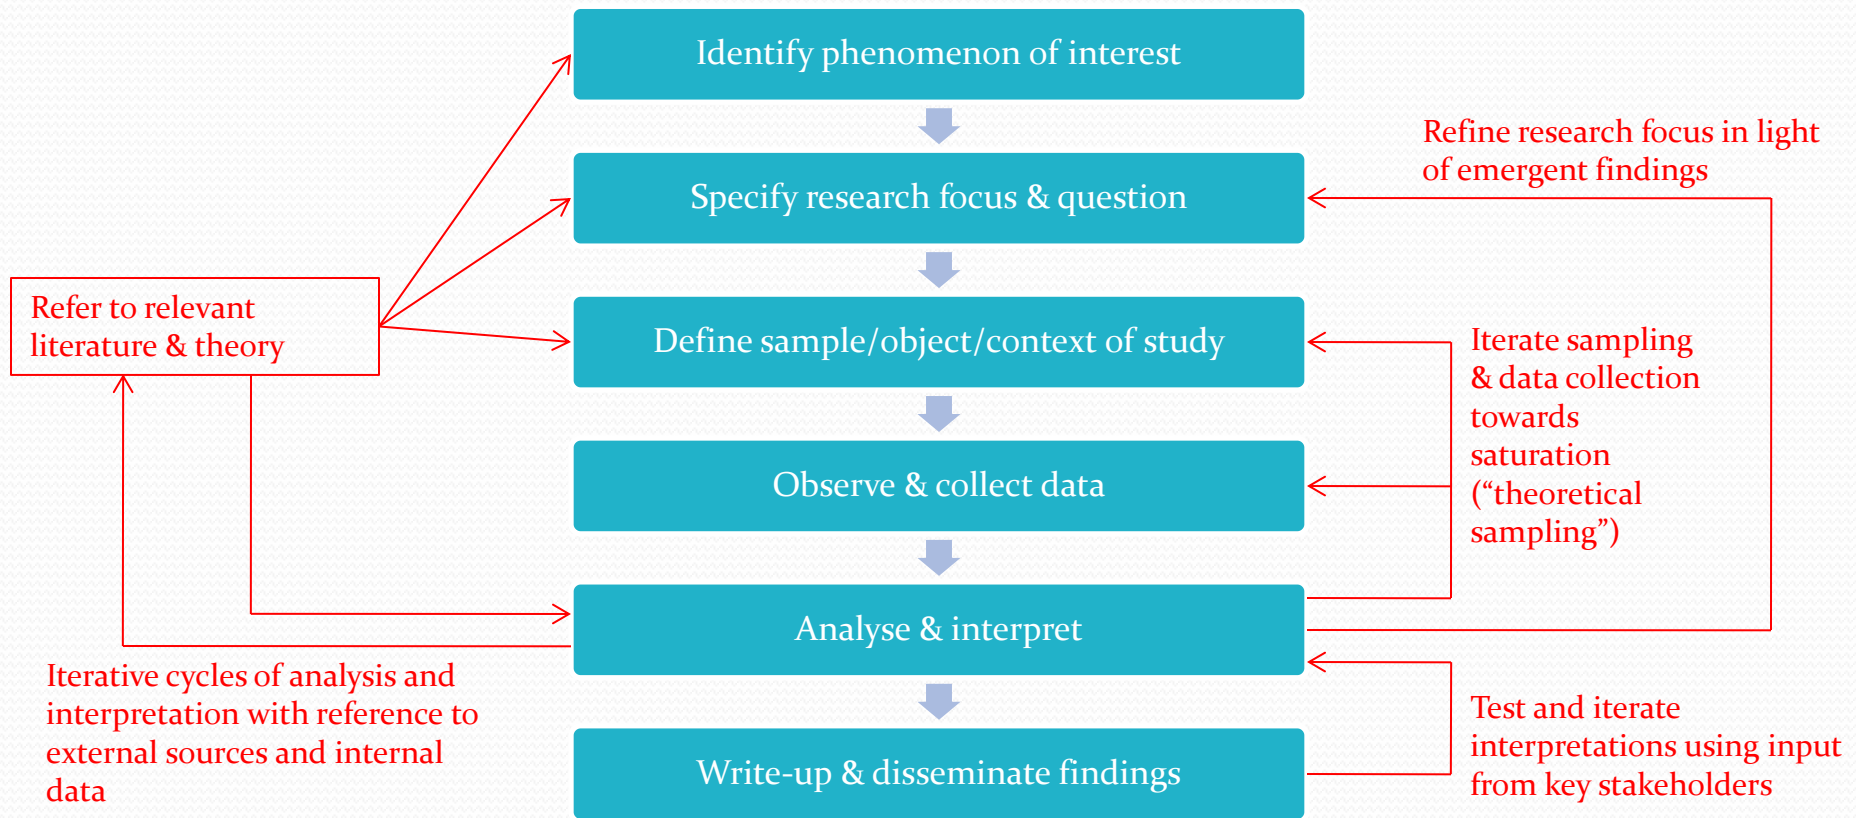 Identify phenomenon of interest
Refine research focus in light
of emergent findings
Specify research focus & question
Refer to relevant
literature & theory
Define sample/object/context of study
Iterate sampling
& data collection
towards
saturation
(“theoretical
sampling”)
Observe & collect data
Analyse & interpret
Iterative cycles of analysis and
interpretation with reference to
external sources and internal
data
Test and iterate
interpretations using input
from key stakeholders
Write-up & disseminate findings